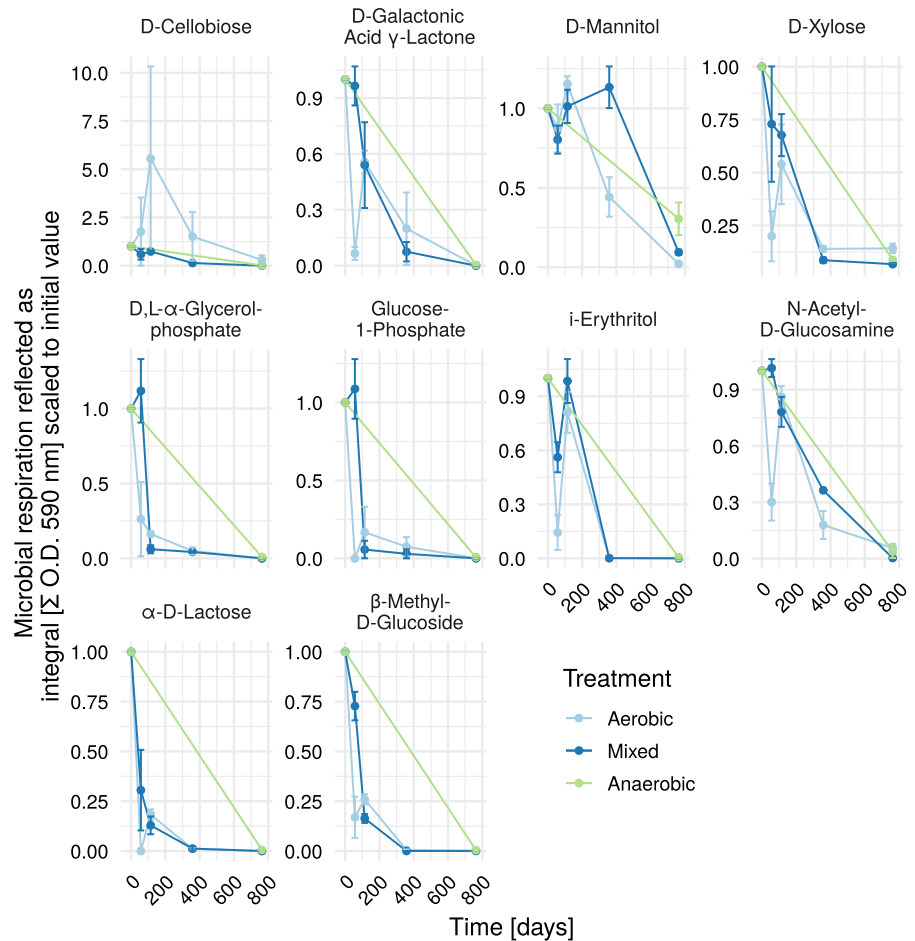 D-Cellobiose
D-Galactonic
Acid γ-Lactone
D-Mannitol
D-Xylose
10.0
7.5
5.0
2.5
0.0
0.9
0.6
0.3
0.0
1.0
0.5
0.0
1.00
0.75
0.50
0.25
D,L-α-Glycerol-
phosphate
Glucose-
1-Phosphate
i-Erythritol
N-Acetyl-
D-Glucosamine
1.0
0.5
0.0
1.0
0.5
0.0
0.9
0.6
0.3
0.0
0.9
0.6
0.3
0.0
0 200 400 600 800
0 200 400 600 800
α-D-Lactose
β-Methyl-
D-Glucoside
1.00
0.75
0.50
0.25
0.00
1.00
0.75
0.50
0.25
0.00
0 200 400 600 800
0 200 400 600 800
Microbial respiration reflected as
integral [Σ O.D. 590 nm] scaled to initial value
Time [days]
Treatment
Aerobic
Mixed
Anaerobic